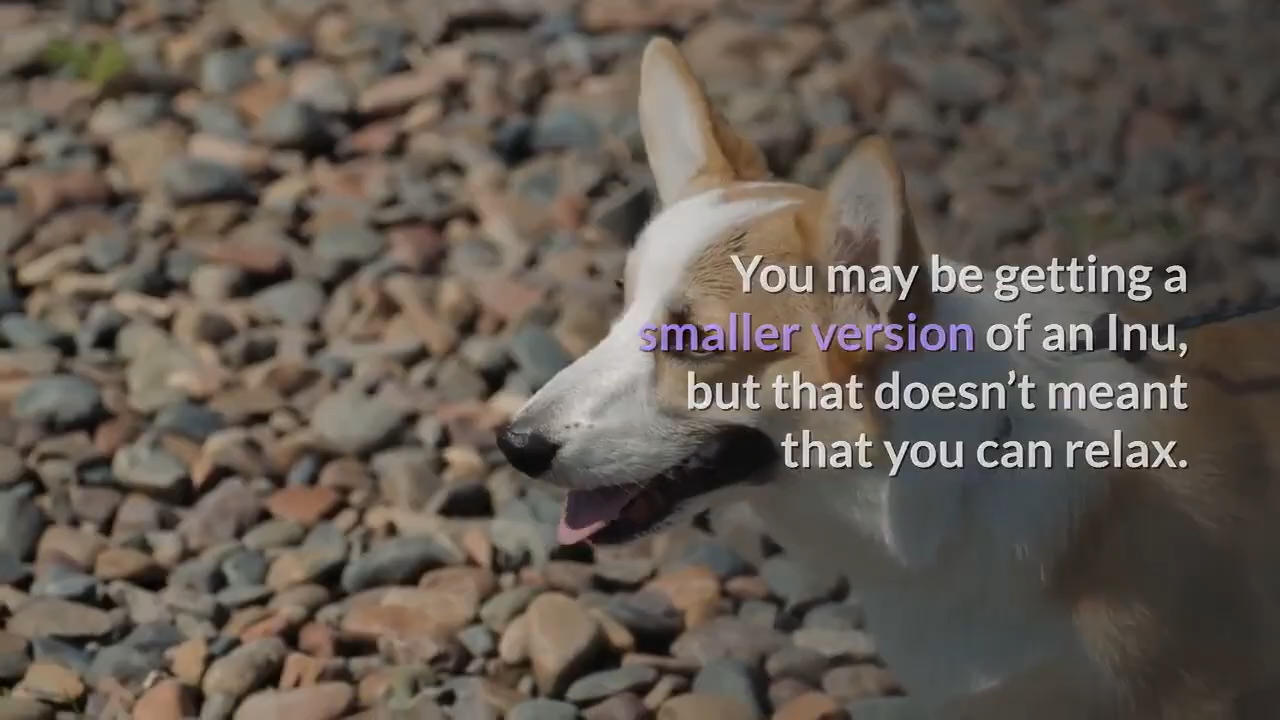 You may be getting a
smaller version of an Inu,
but that doesn’t meant
that you can relax.